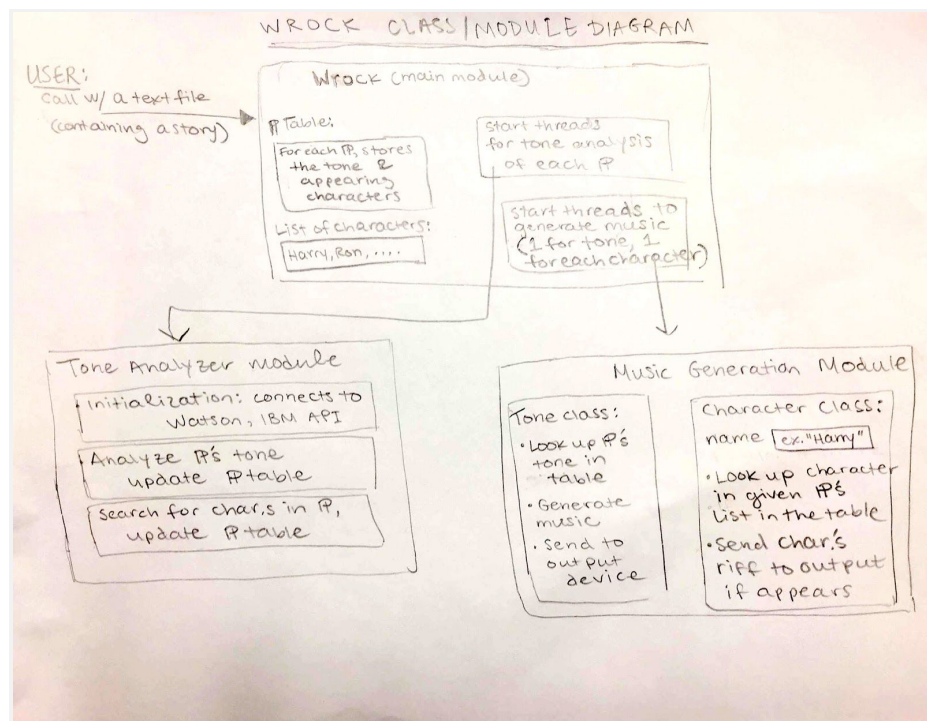 WROCK CLASS/MODULE DIAGRAM
USER:
call w/ a text file
(containing a story)
Wrock (main module)
¶ Table:
For each ¶, stores
the tone &
appearing
characters
List of characters:
Harry, Ron, ....
start threads
for tone analysis
of each ¶
start threads to
generate music
(1 for tone, 1
for each character)
Tone Analyzer module
• Initialization: connects to
Watson, IBM API
• Analyze ¶'s tone
update ¶ table
search for char.s in ¶,
update ¶ table
Music Generation Module
Tone class:
• Look up ¶'s
tone in
table
• Generate
music
• Send to
output
device
Character Class:
name ex. "Harry"
• Look up character
in given ¶'s
list in the table
• Send char.'s
riff to output
if appears